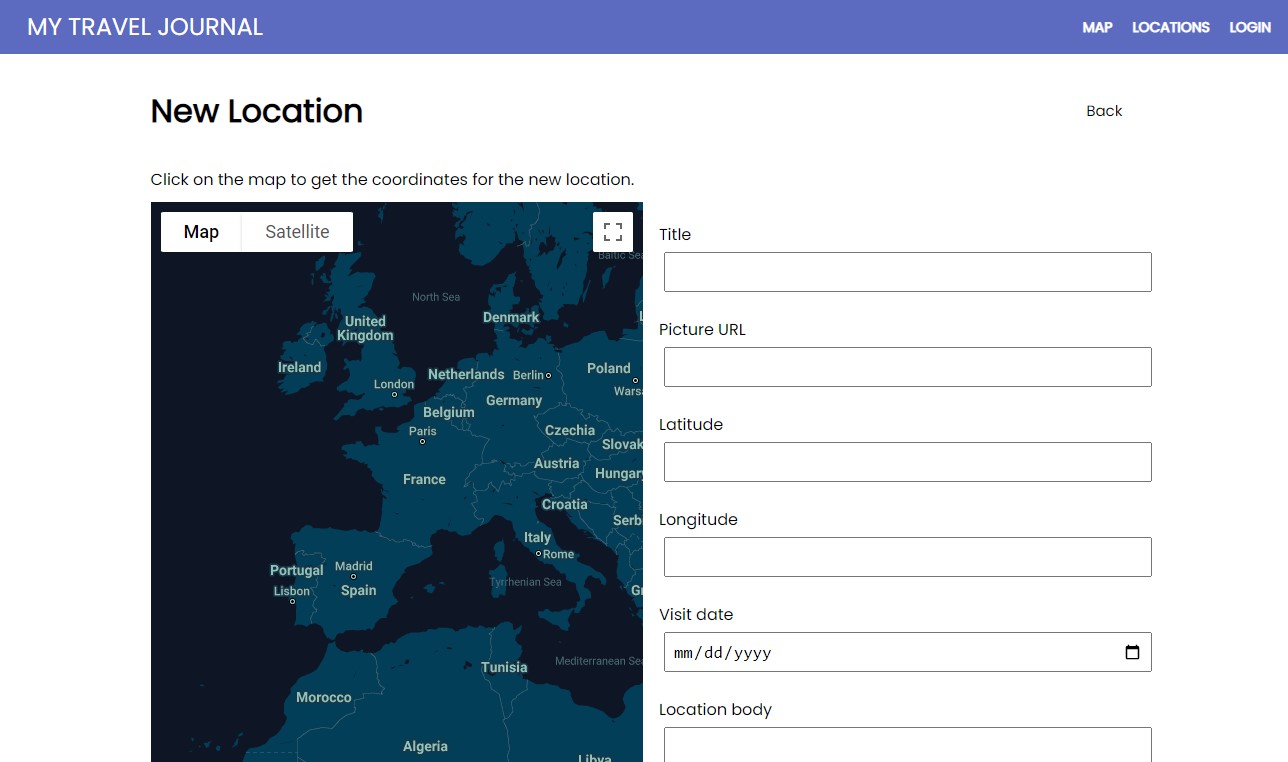 MY TRAVEL JOURNAL
MAP LOCATIONS LOGIN
New Location
Back
Click on the map to get the coordinates for the new location.
Map Satellite
Baltic Sea
North Sea
Denmark
United
Kingdom
Ireland
Netherlands
Berlin
Poland
London
Warsa
Germany
Belgium
Paris
Czechia
Slovak
Austria
France
Hungary
Croatia
Serb
Italy
Rome
Portugal
Madrid
Tyrrhenian Sea
Lisbon
Spain
Gr
Tunisia
Mediterranean Sea
Morocco
Algeria
Libya
Title
Picture URL
Latitude
Longitude
Visit date
mm/dd/yyyy
Location body